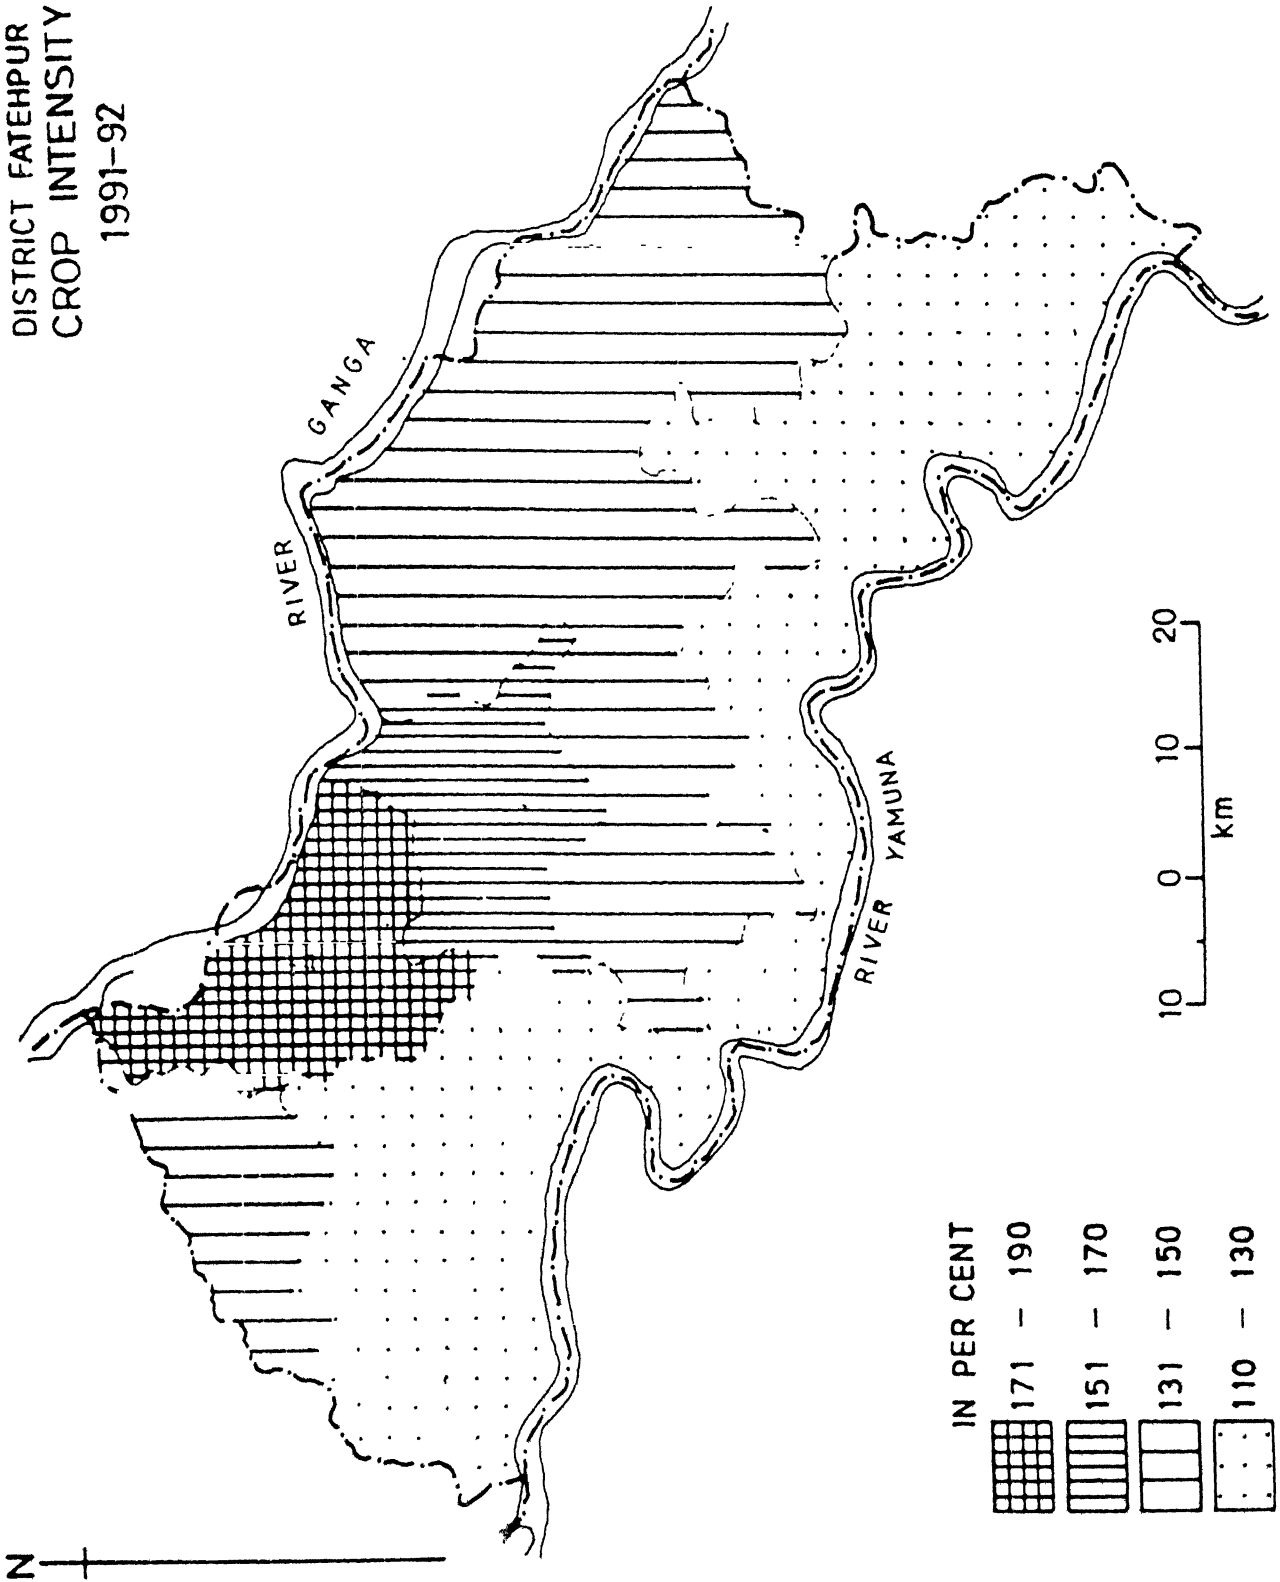 DISTRICT FATEHPUR
CROP INTENSITY
1991-92
RIVER GANGA
RIVER YAMUNA
N
IN PER CENT
171 - 190
151 - 170
131 - 150
110 - 130
10 0 10 20
km